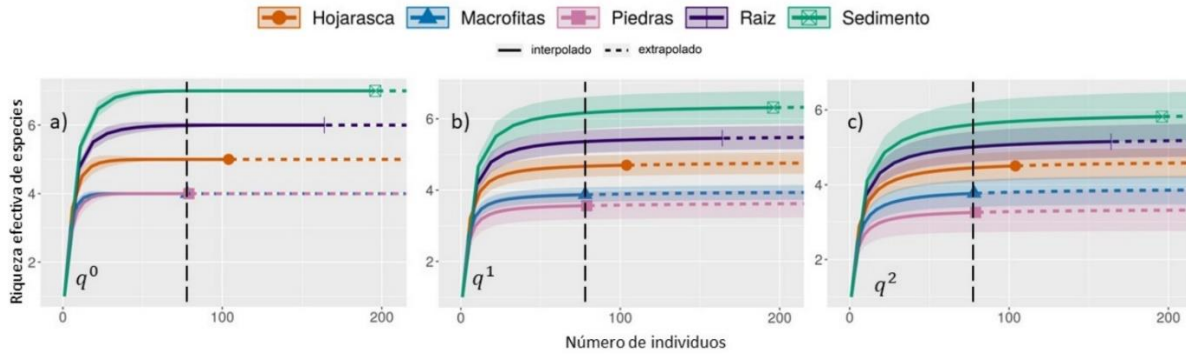 Hojarasca Macrofitas Piedras Raiz Sedimento
interpolado extrapolado
Riqueza efectiva de especies
a) b) c)
6 6 6
4 4 4
2 2 2
q⁰ q¹ q²
0 100 200 0 100 200 0 100 200
Número de individuos